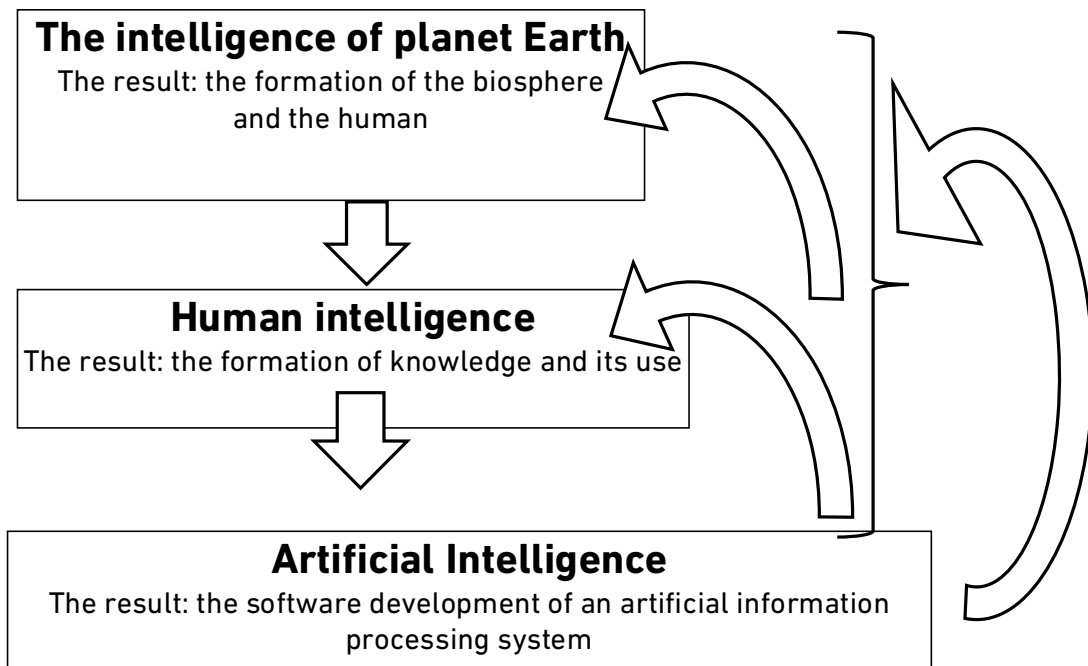 The intelligence of planet Earth
The result: the formation of the biosphere
and the human
Human intelligence
The result: the formation of knowledge and its use
Artificial Intelligence
The result: the software development of an artificial information
processing system